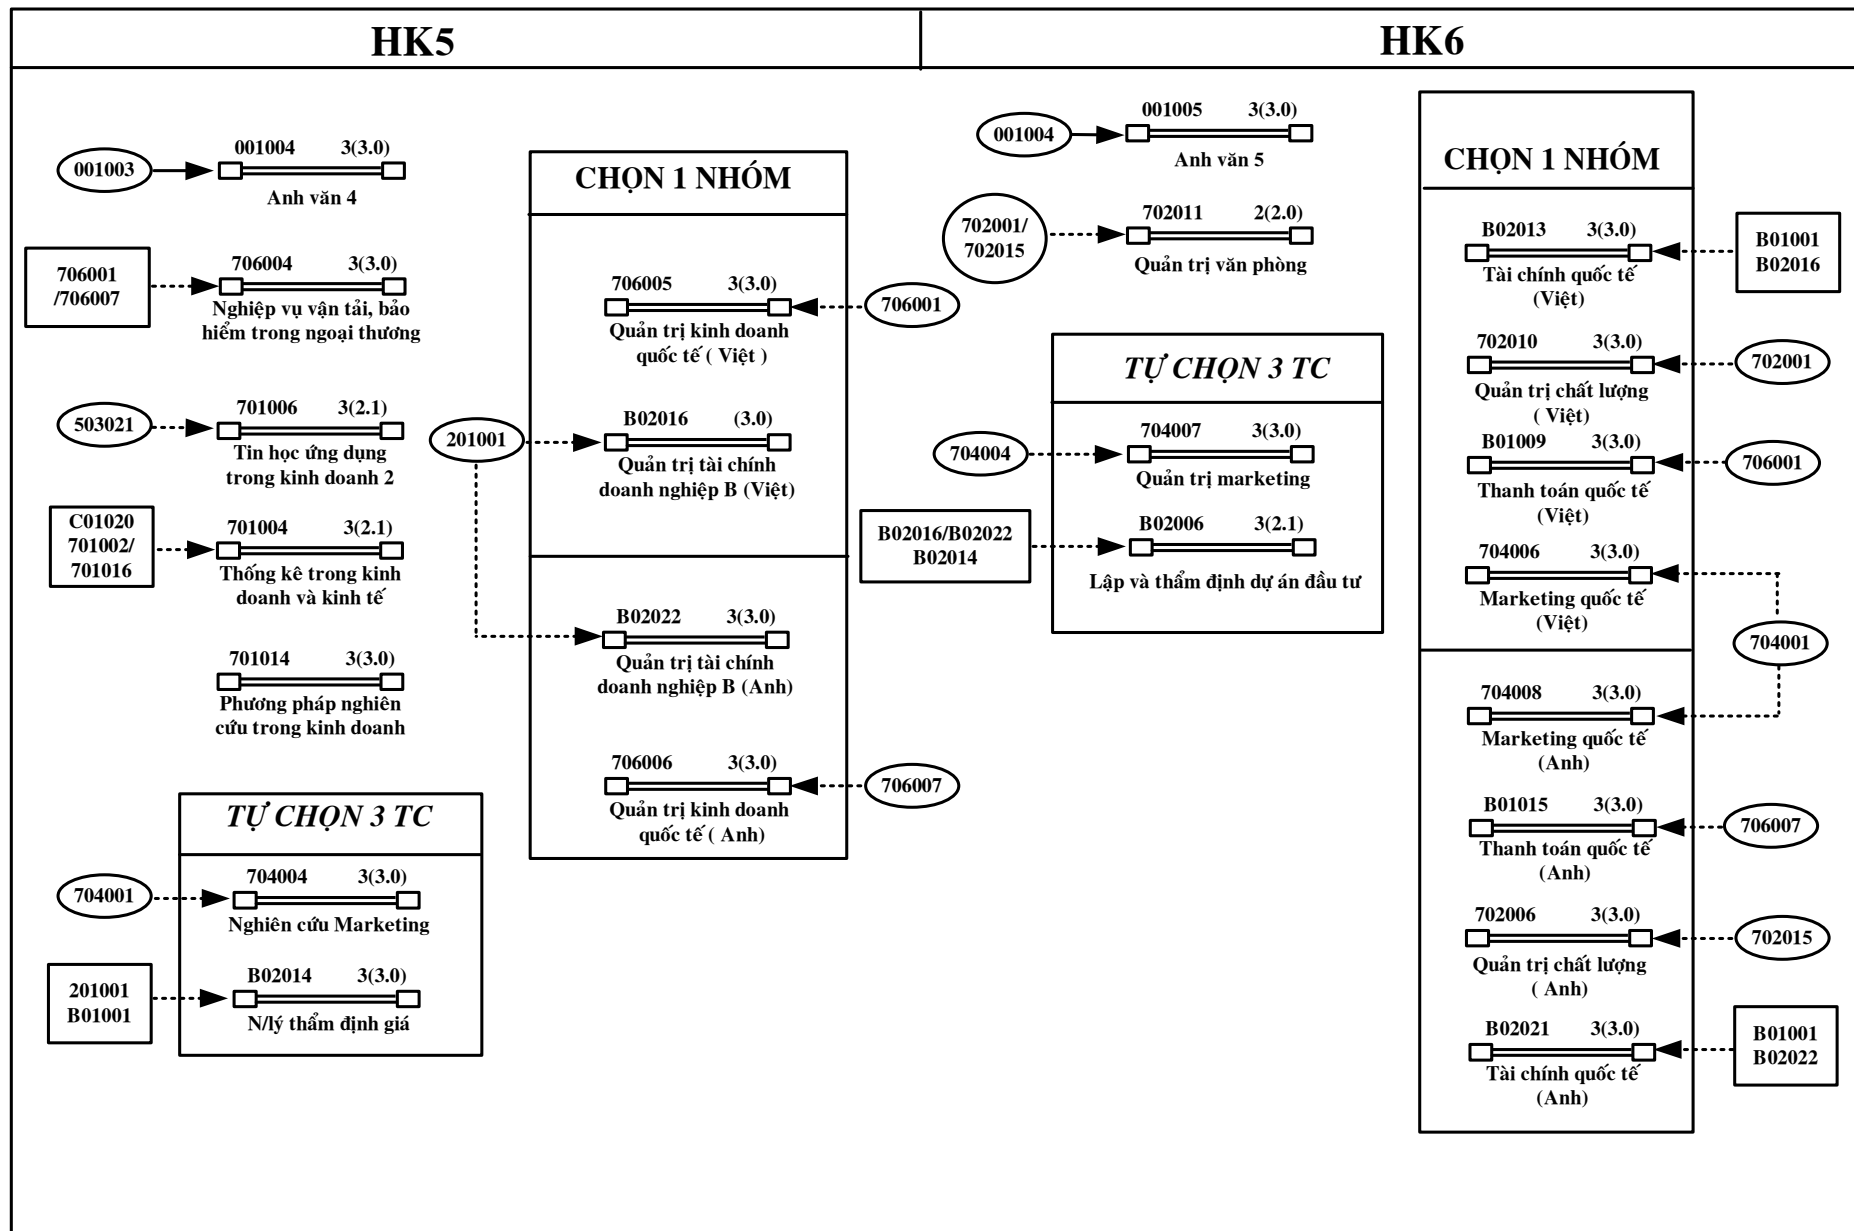 HK5
001003
001004 3(3.0)
Anh văn 4
706001
/706007
706004 3(3.0)
Nghiệp vụ vận tải, bảo
hiểm trong ngoại thương
503021
701006 3(2.1)
Tin học ứng dụng
trong kinh doanh 2
C01020
701002/
701016
701004 3(2.1)
Thống kê trong kinh
doanh và kinh tế
701014 3(3.0)
Phương pháp nghiên
cứu trong kinh doanh
TỰ CHỌN 3 TC
704001
704004 3(3.0)
Nghiên cứu Marketing
201001
B01001
B02014 3(3.0)
N/lý thẩm định giá
CHỌN 1 NHÓM
706005 3(3.0)
706001
Quản trị kinh doanh
quốc tế ( Việt )
201001
B02016 (3.0)
Quản trị tài chính
doanh nghiệp B (Việt)
B02022 3(3.0)
Quản trị tài chính
doanh nghiệp B (Anh)
706006 3(3.0)
706007
Quản trị kinh doanh
quốc tế ( Anh)
HK6
001004
001005 3(3.0)
Anh văn 5
702001/
702015
702011 2(2.0)
Quản trị văn phòng
TỰ CHỌN 3 TC
704004
704007 3(3.0)
Quản trị marketing
B02016/B02022
B02014
B02006 3(2.1)
Lập và thẩm định dự án đầu tư
CHỌN 1 NHÓM
B02013 3(3.0)
Tài chính quốc tế
(Việt)
B01001
B02016
702010 3(3.0)
702001
Quản trị chất lượng
( Việt)
B01009 3(3.0)
706001
Thanh toán quốc tế
(Việt)
704006 3(3.0)
Marketing quốc tế
(Việt)
704001
704008 3(3.0)
Marketing quốc tế
(Anh)
B01015 3(3.0)
706007
Thanh toán quốc tế
(Anh)
702006 3(3.0)
702015
Quản trị chất lượng
( Anh)
B02021 3(3.0)
Tài chính quốc tế
(Anh)
B01001
B02022